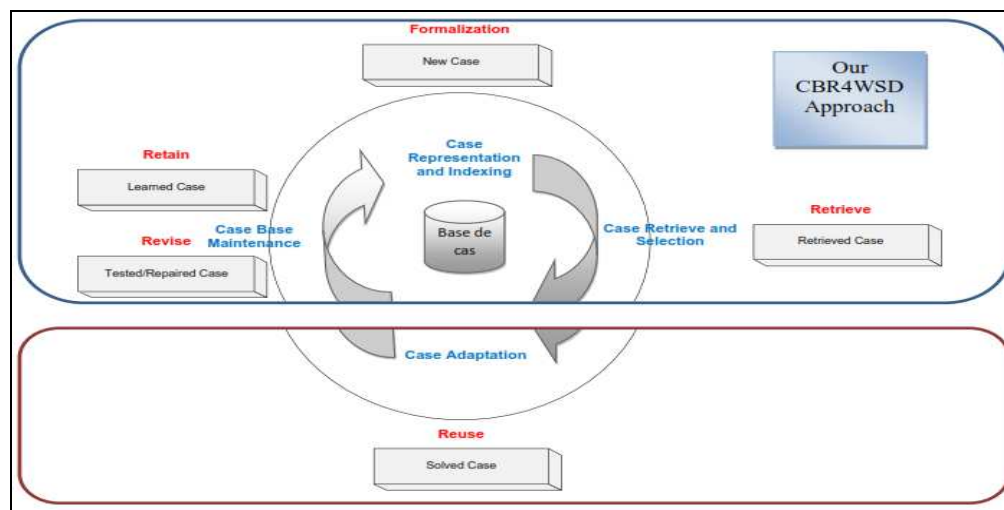 Formalization
New Case
Our
CBR4WSD
Approach
Case
Representation
and Indexing
Retain
Learned Case
Retrieve
Case Base
Maintenance
Base de
cas
Case Retrieve and
Selection
Retrieved Case
Revise
Tested/Repaired Case
Case Adaptation
Reuse
Solved Case